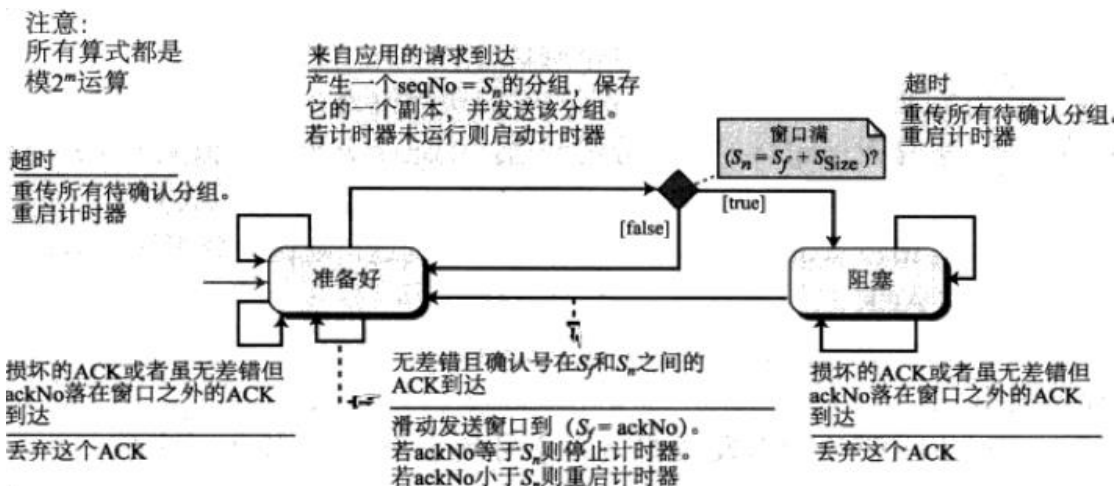 注意:
所有算式都是
模2^m运算
来自应用的请求到达
产生一个seqNo = S_n的分组，保存
它的一个副本，并发送该分组。
若计时器未运行则启动计时器
超时
重传所有待确认分组。
重启计时器
窗口满
(S_n = S_f + S_Size )?
超时
重传所有待确认分组。
重启计时器
[false]
[true]
准备好
阻塞
损坏的ACK或者虽无差错但
ackNo落在窗口之外的ACK
到达
丢弃这个ACK
无差错且确认号在S_f和S_n之间的
ACK到达
滑动发送窗口到（S_f = ackNo)。
若ackNo等于S_n则停止计时器。
若ackNo小于S_n则重启计时器
损坏的ACK或者虽无差错但
ackNo落在窗口之外的ACK
到达
丢弃这个ACK